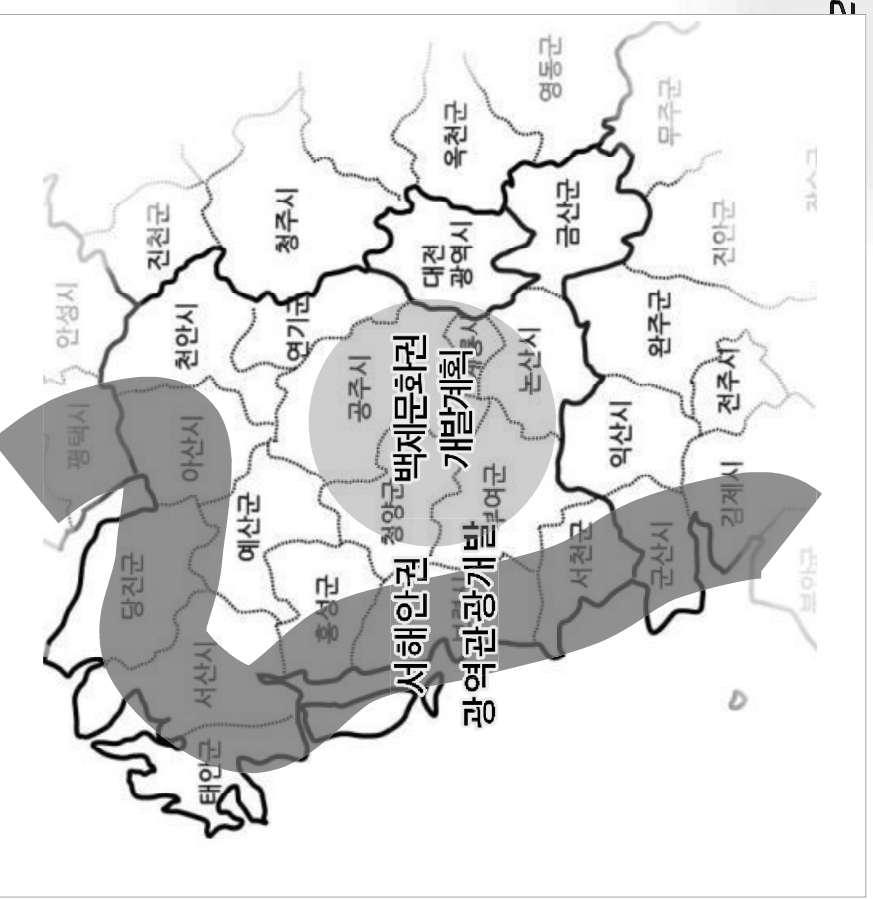 평택시
안성시
당진군
진천군
아산시
천안시
태안군
서산시
예산군
청주시
연기군
홍성군
공주시
청양군
서해안권
광역관광개발
백제문화권
개발계획
대전
광역시
옥천군
논산시
영동군
금산군
서천군
익산시
군산시
완주군
무주군
김제시
전주시
진안군
부안군